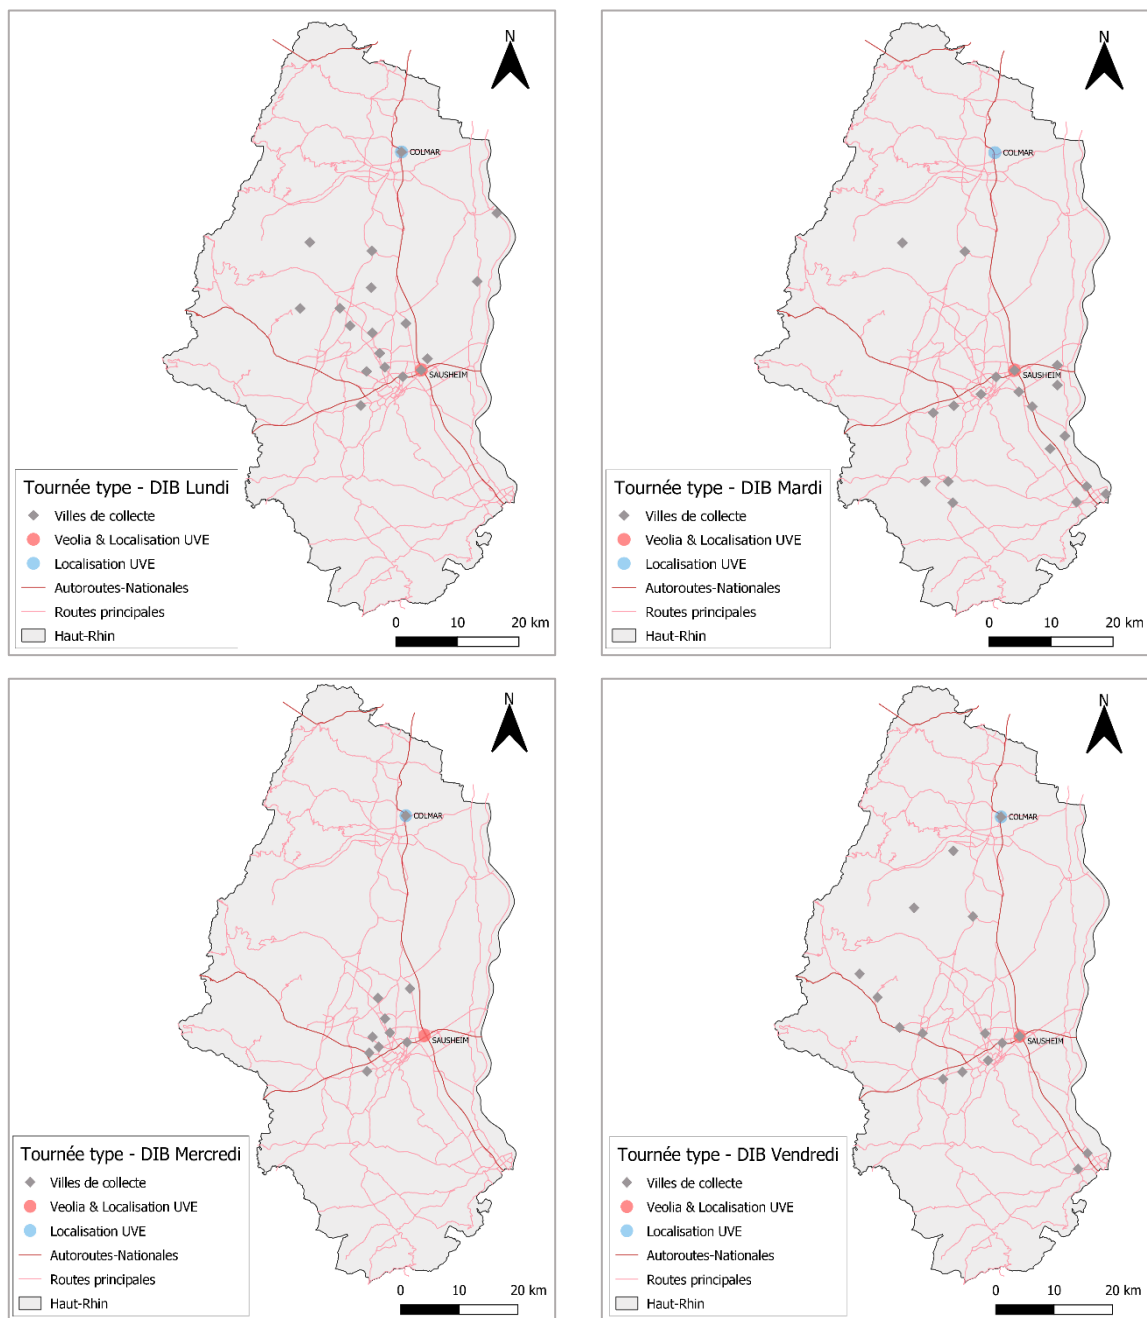 N
COLMAR
SAUSHEIM
Tournée type - DIB Lundi
Villes de collecte
Veolia & Localisation UVE
Localisation UVE
Autoroutes-Nationales
Routes principales
Haut-Rhin
0 10 20 km
N
COLMAR
SAUSHEIM
Tournée type - DIB Mardi
Villes de collecte
Veolia & Localisation UVE
Localisation UVE
Autoroutes-Nationales
Routes principales
Haut-Rhin
0 10 20 km
N
COLMAR
SAUSHEIM
Tournée type - DIB Mercredi
Villes de collecte
Veolia & Localisation UVE
Localisation UVE
Autoroutes-Nationales
Routes principales
Haut-Rhin
0 10 20 km
N
COLMAR
SAUSHEIM
Tournée type - DIB Vendredi
Villes de collecte
Veolia & Localisation UVE
Localisation UVE
Autoroutes-Nationales
Routes principales
Haut-Rhin
0 10 20 km